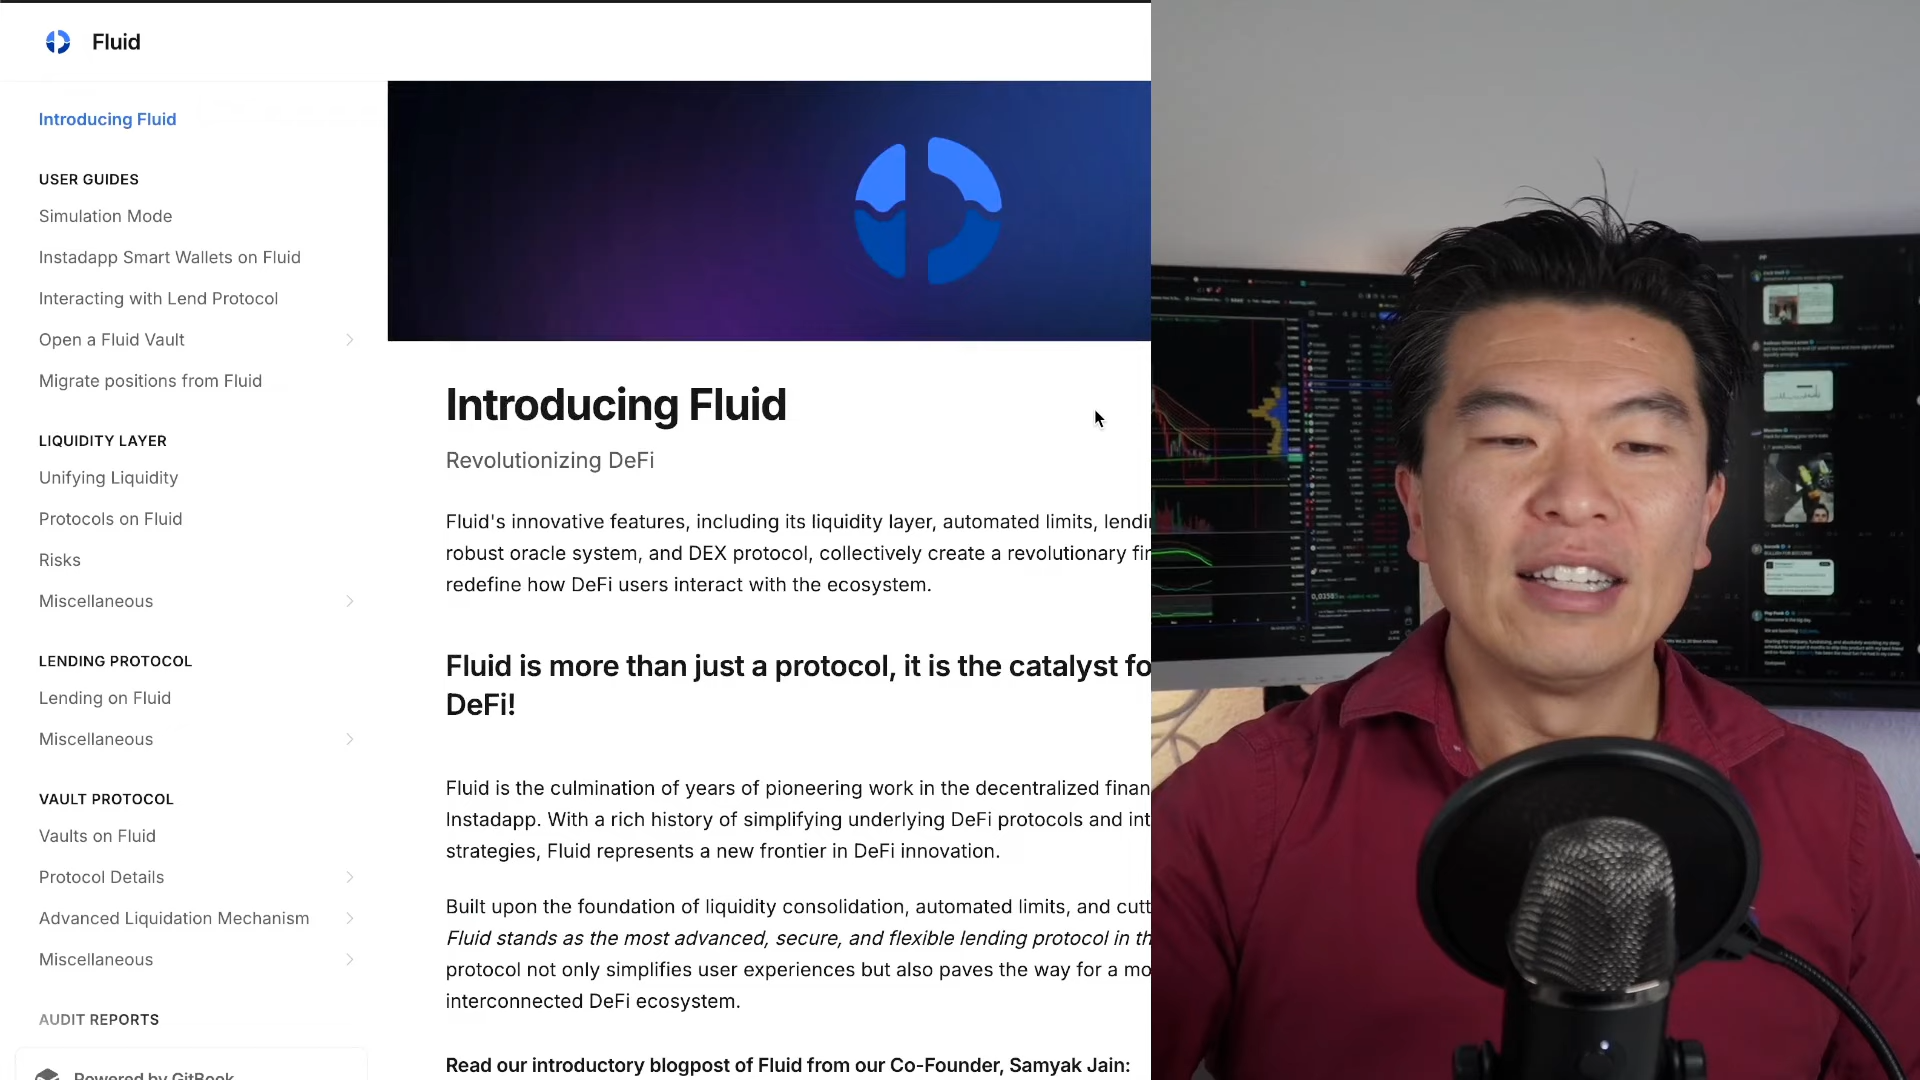 Fluid
Introducing Fluid
USER GUIDES
Simulation Mode
Instadapp Smart Wallets on Fluid
Interacting with Lend Protocol
Open a Fluid Vault
Migrate positions from Fluid
LIQUIDITY LAYER
Unifying Liquidity
Protocols on Fluid
Risks
Miscellaneous
LENDING PROTOCOL
Lending on Fluid
Miscellaneous
VAULT PROTOCOL
Vaults on Fluid
Protocol Details
Advanced Liquidation Mechanism
Miscellaneous
AUDIT REPORTS
Powered by GitBook
Introducing Fluid
Revolutionizing DeFi
Fluid's innovative features, including its liquidity layer, automated limits, lendi
robust oracle system, and DEX protocol, collectively create a revolutionary fi
redefine how DeFi users interact with the ecosystem.
Fluid is more than just a protocol, it is the catalyst fo
DeFi!
Fluid is the culmination of years of pioneering work in the decentralized finan
Instadapp. With a rich history of simplifying underlying DeFi protocols and int
strategies, Fluid represents a new frontier in DeFi innovation.
Built upon the foundation of liquidity consolidation, automated limits, and cutt
Fluid stands as the most advanced, secure, and flexible lending protocol in th
protocol not only simplifies user experiences but also paves the way for a mo
interconnected DeFi ecosystem.
Read our introductory blogpost of Fluid from our Co-Founder, Samyak Jain: